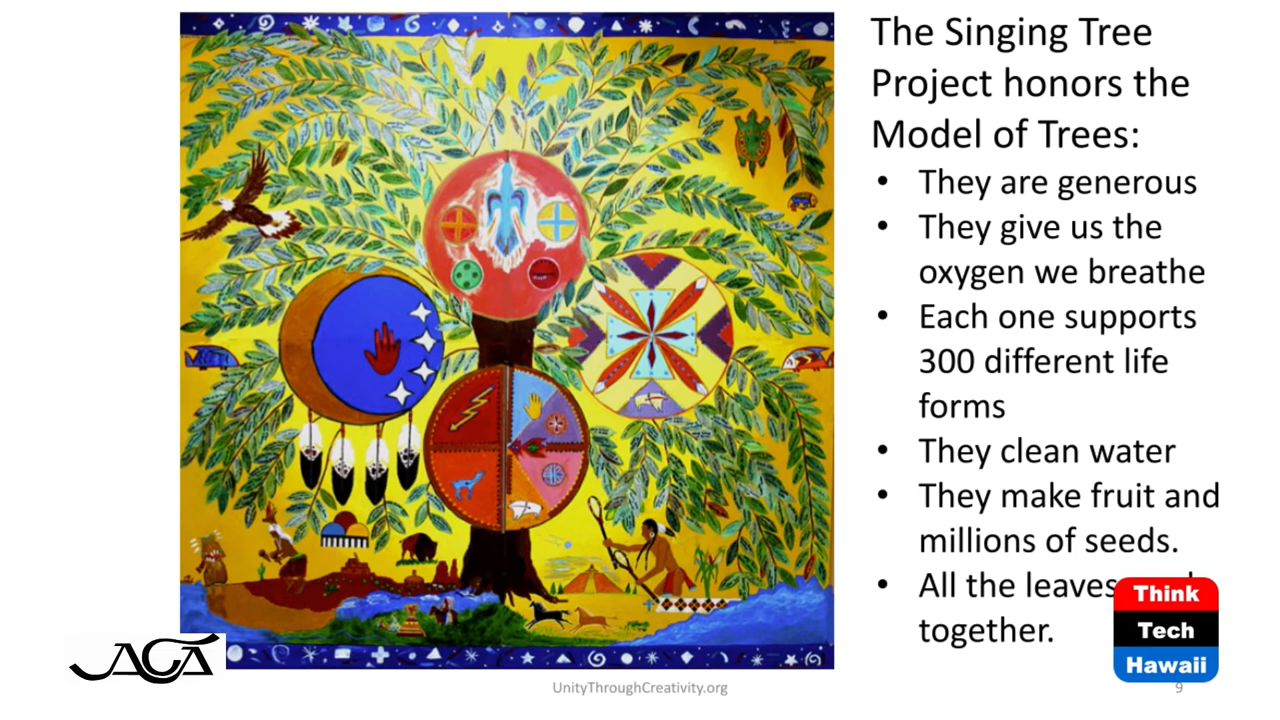 The Singing Tree
Project honors the
Model of Trees:
• They are generous
• They give us the
oxygen we breathe
• Each one supports
300 different life
forms
• They clean water
• They make fruit and
millions of seeds.
• All the leaves
together.
Think
Tech
Hawaii
JAGA
UnityThroughCreativity.org
9